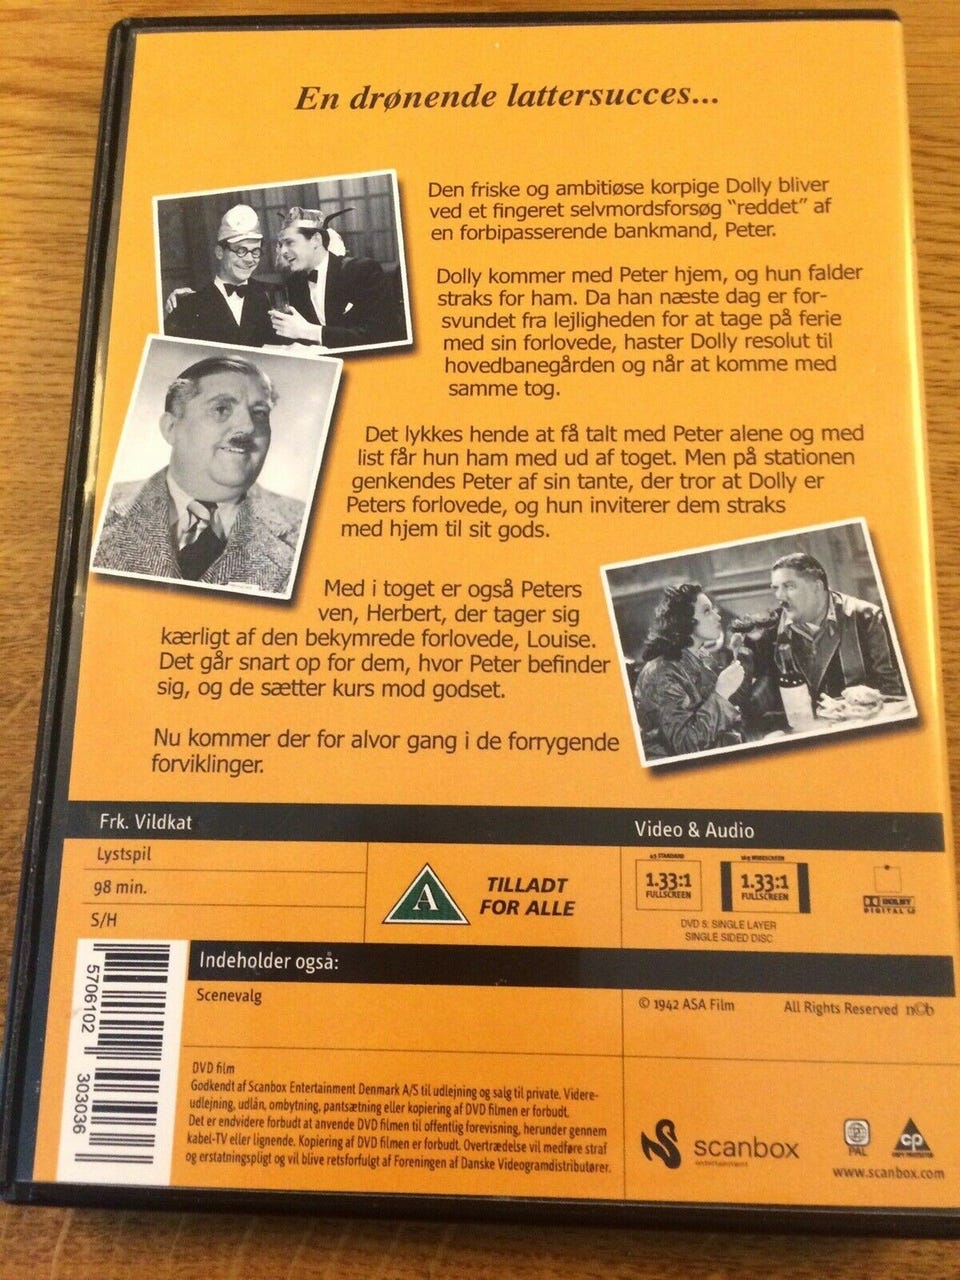 En drønende lattersucces...
Den friske og ambitiøse korpige Dolly bliver
ved et fingeret selvmordsforsøg "reddet" af
en forbipasserende bankmand, Peter.
Dolly kommer med Peter hjem, og hun falder
straks for ham. Da han næste dag er for-
svundet fra lejligheden for at tage på ferie
med sin forlovede, haster Dolly resolut til
hovedbanegården og når at komme med
samme tog.
Det lykkes hende at få talt med Peter alene og med
list får hun ham med ud af toget. Men på stationen
genkendes Peter af sin tante, der tror at Dolly er
Peters forlovede, og hun inviterer dem straks
med hjem til sit gods.
Med i toget er også Peters
ven, Herbert, der tager sig
kærligt af den bekymrede forlovede, Louise.
Det går snart op for dem, hvor Peter befinder
sig, og de sætter kurs mod godset.
Nu kommer der for alvor gang i de forrygende
forviklinger.
Frk. Vildkat
Lystspil
98 min.
S/H
A
TILLADT
FOR ALLE
Video & Audio
4:3 STANDARD
1.33:1
FULLSCREEN
16:9 WIDESCREEN
1.33:1
FULLSCREEN
DVD 5: SINGLE LAYER
SINGLE SIDED DISC
DOLBY
DIGITAL 1.0
Indeholder også:
Scenevalg
© 1942 ASA Film
All Rights Reserved
ncb
DVD film
Godkendt af Scanbox Entertainment Denmark A/S til udlejning og salg til private. Videre-
udlejning, udlån, ombytning, pantsætning eller kopiering af DVD filmen er forbudt.
Det er endvidere forbudt at anvende DVD filmen til offentlig forevisning, herunder gennem
kabel-TV eller lignende. Kopiering af DVD filmen er forbudt. Overtrædelse vil medføre straf
og erstatningspligt og vil blive retsforfulgt af Foreningen af Danske Videogramdistributører.
scanbox
entertainment
PAL
CP
www.scanbox.com
5706102 303036